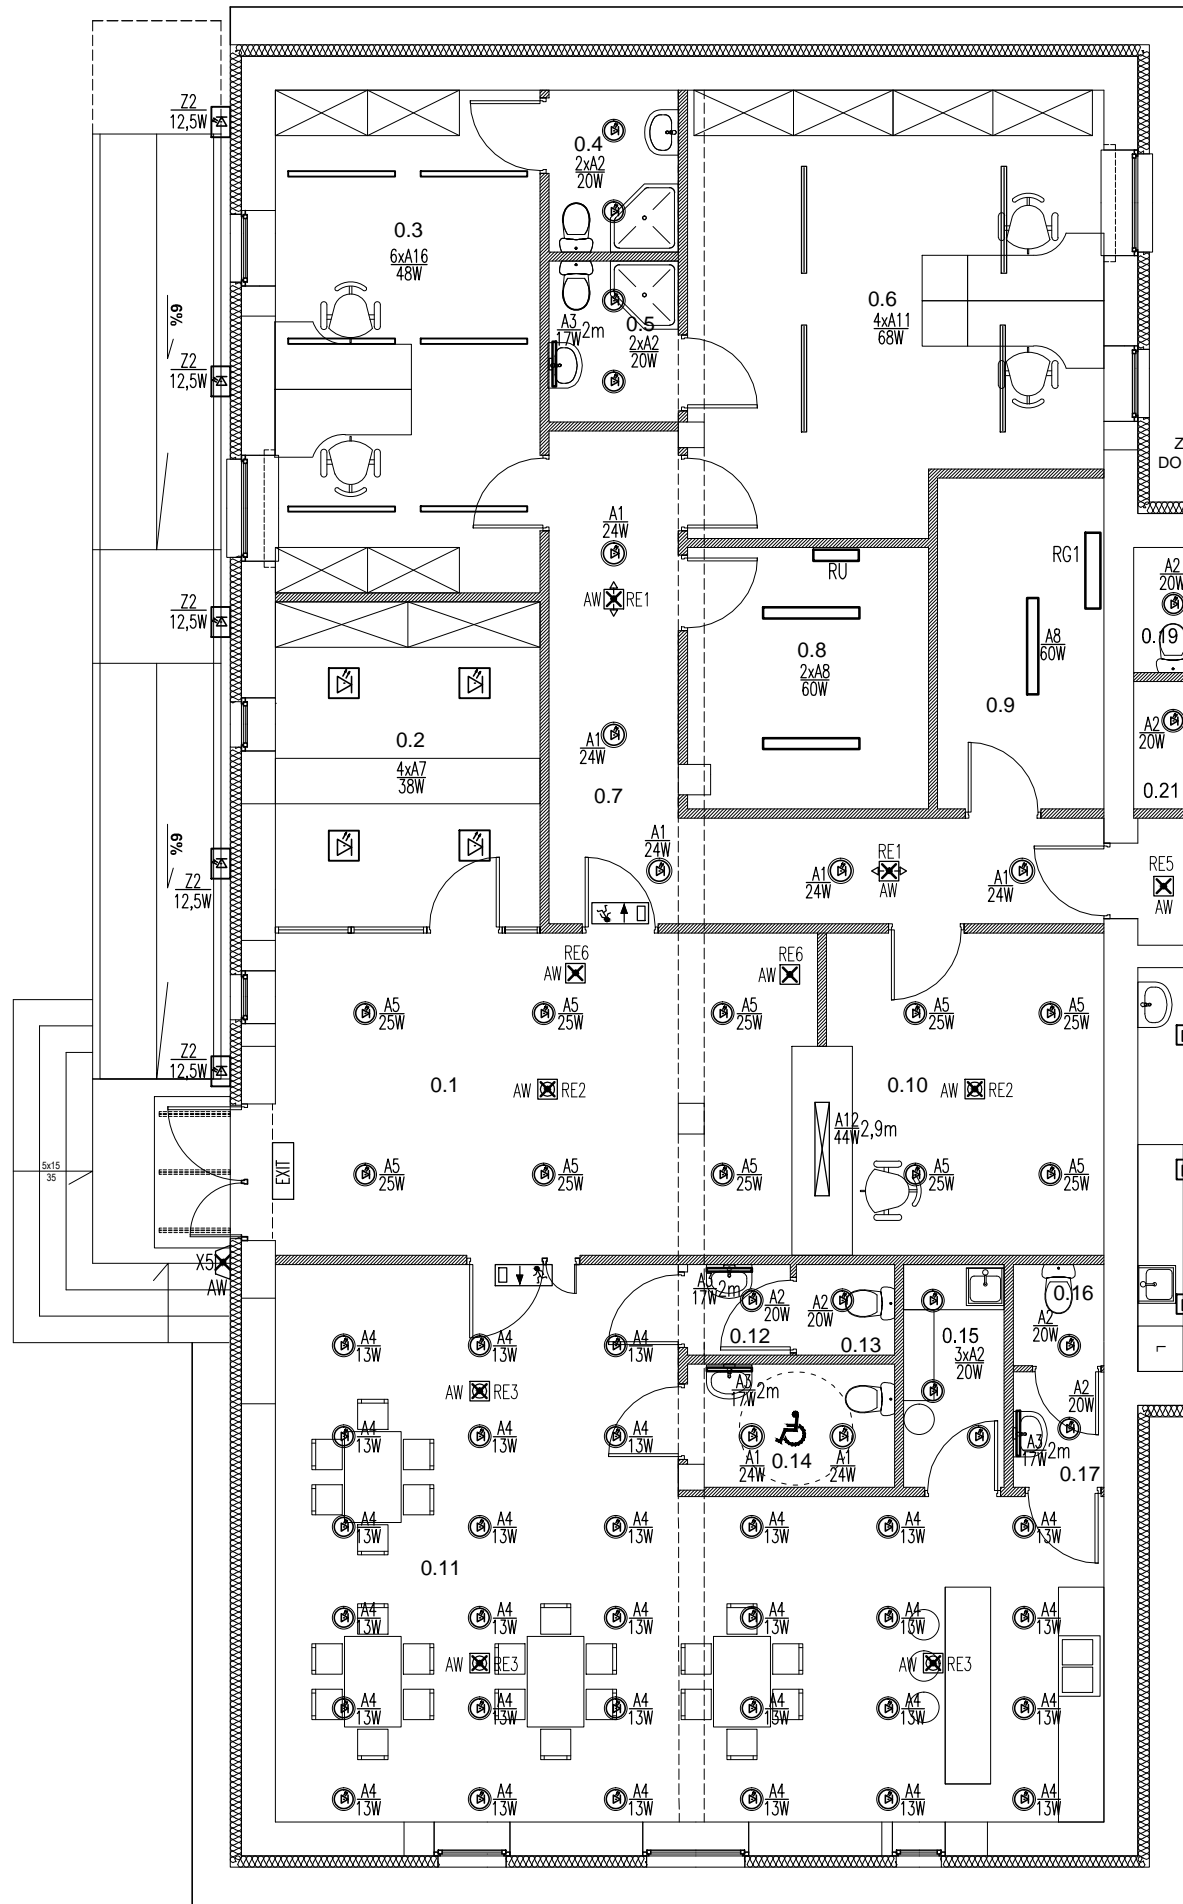 Z2
12,5W
0.4
2xA2
20W
0.3
6xA16
48W
6%
0.6
4xA11
68W
A3
17W 2m
0.5
2xA2
20W
Z2
12,5W
Z
DO
A1
24W
RU
RG1
A2
20W
AW RE1
Z2
12,5W
0.8
2xA8
60W
A8
60W
0.19
0.9
A2
20W
0.2
4xA7
38W
A1
24W
0.7
0.21
6%
Z2
12,5W
A1
24W
A1
24W
RE1
AW
A1
24W
RE5
AW
RE6
AW
RE6
AW
A5
25W
A5
25W
A5
25W
A5
25W
A5
25W
Z2
12,5W
0.1
AW RE2
0.10
AW RE2
A12
44W 2,9m
5x15
35
EXIT
A5
25W
A5
25W
A5
25W
A5
25W
A5
25W
X5
AW
A3
17W 2m
A2
20W
A2
20W
0.12
0.13
0.15
3xA2
20W
0.16
A2
20W
A4
13W
A4
13W
A4
13W
AW RE3
A3
17W 2m
A2
20W
A4
13W
A4
13W
A4
13W
A1
24W
0.14
A1
24W
A3
17W 2m
0.17
A4
13W
A4
13W
A4
13W
A4
13W
A4
13W
A4
13W
0.11
A4
13W
A4
13W
A4
13W
A4
13W
A4
13W
A4
13W
AW RE3
AW RE3
A4
13W
A4
13W
A4
13W
A4
13W
A4
13W
A4
13W
A4
13W
A4
13W
A4
13W
A4
13W
A4
13W
A4
13W
L